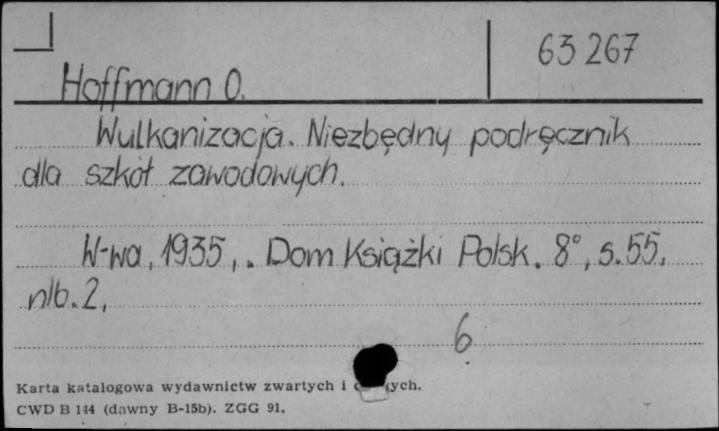 63 267
Hoffmann O.
Wulkanizacja. Niezbędny podręcznik
dla szkół zawodowych.
W-wa, 1935,. Dom Książki Polsk. 8°, s. 55,
nlb. 2,
6
Karta katalogowa wydawnictw zwartych i
CWD B 144 (dawny B-15b). ZGG 91.